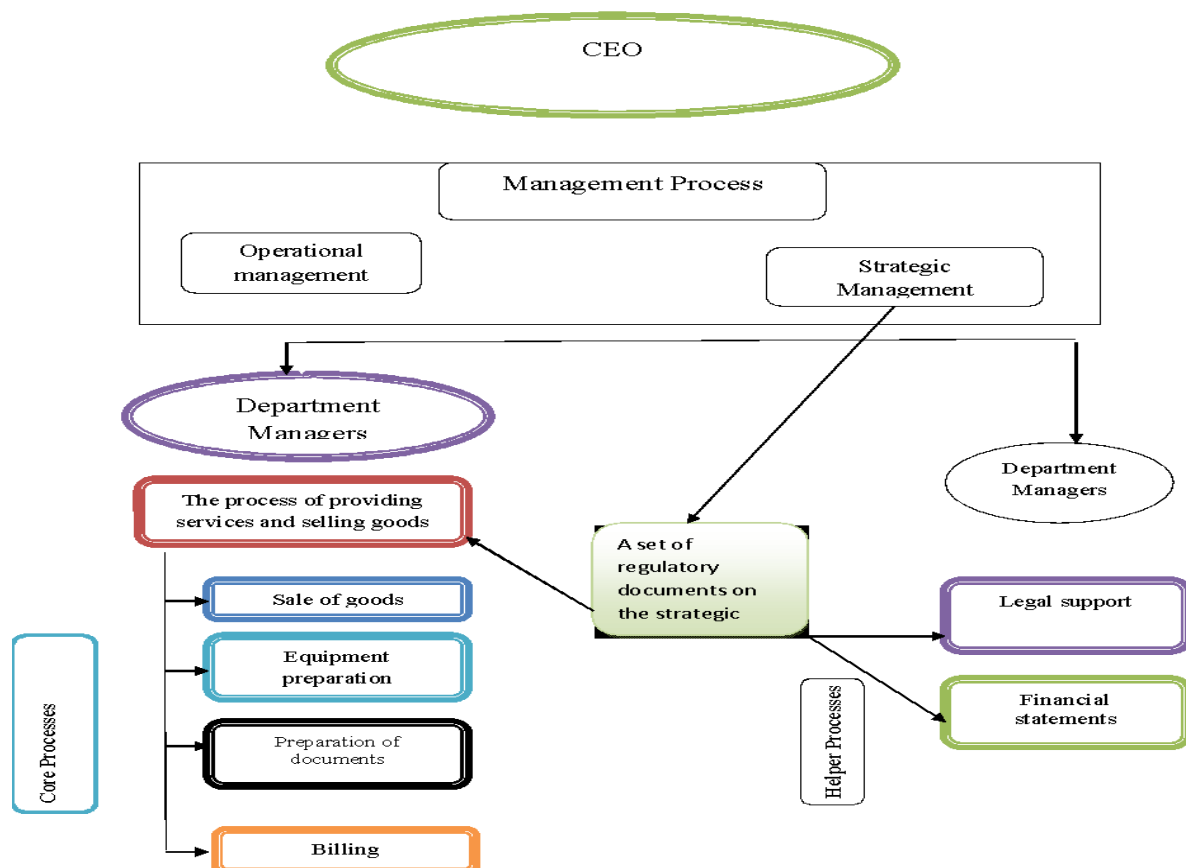 CEO
Management Process
Operational
management
Strategic
Management
Department
Managers
Department
Managers
The process of providing
services and selling goods
A set of
regulatory
documents on
the strategic
Sale of goods
Legal support
Equipment
preparation
Core Processes
Helper Processes
Financial
statements
Preparation of
documents
Billing